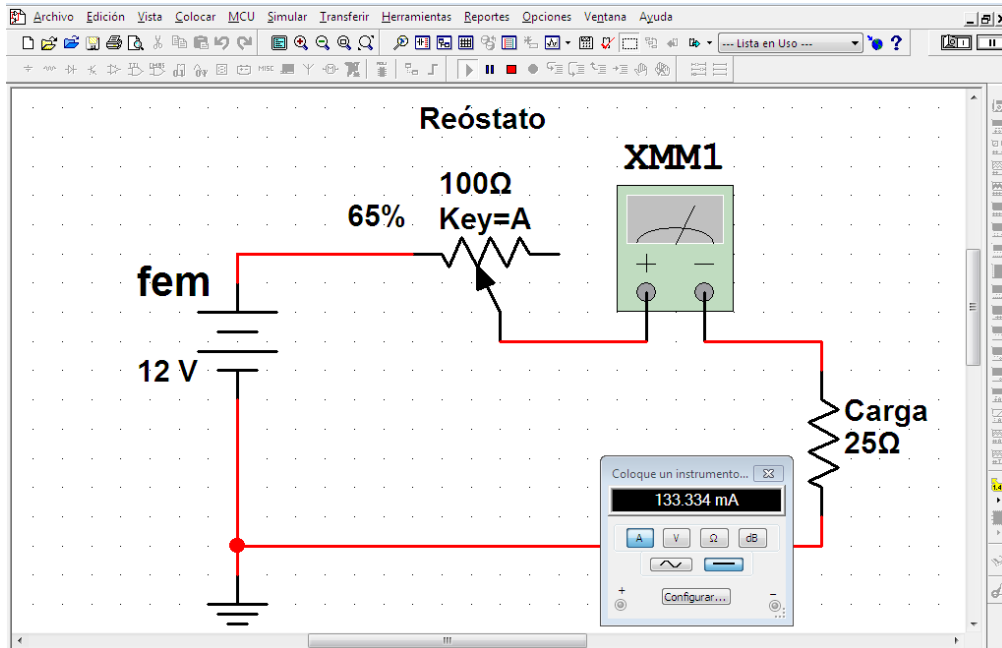 Archivo Edición Vista Colocar MCU Simular Transferir Herramientas Reportes Opciones Ventana Ayuda
--- Lista en Uso ---
MISC
Reóstato
XMM1
100Ω
65%
Key=A
fem
12 V
Carga
25Ω
Coloque un instrumento...
133.334 mA
A V Ω dB
Configurar...